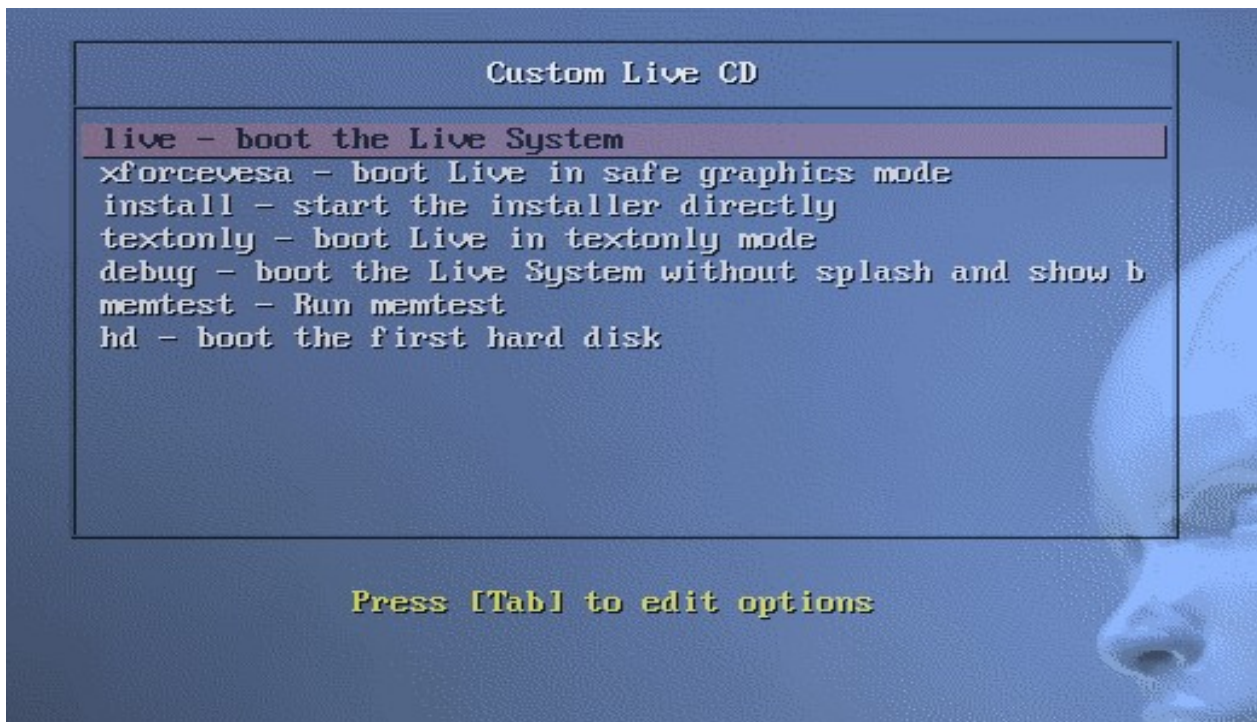 Custom Live CD
live - boot the Live System
xforcevesa - boot Live in safe graphics mode
install - start the installer directly
textonly - boot Live in textonly mode
debug - boot the Live System without splash and show b
memtest - Run memtest
hd - boot the first hard disk
Press [Tab] to edit options